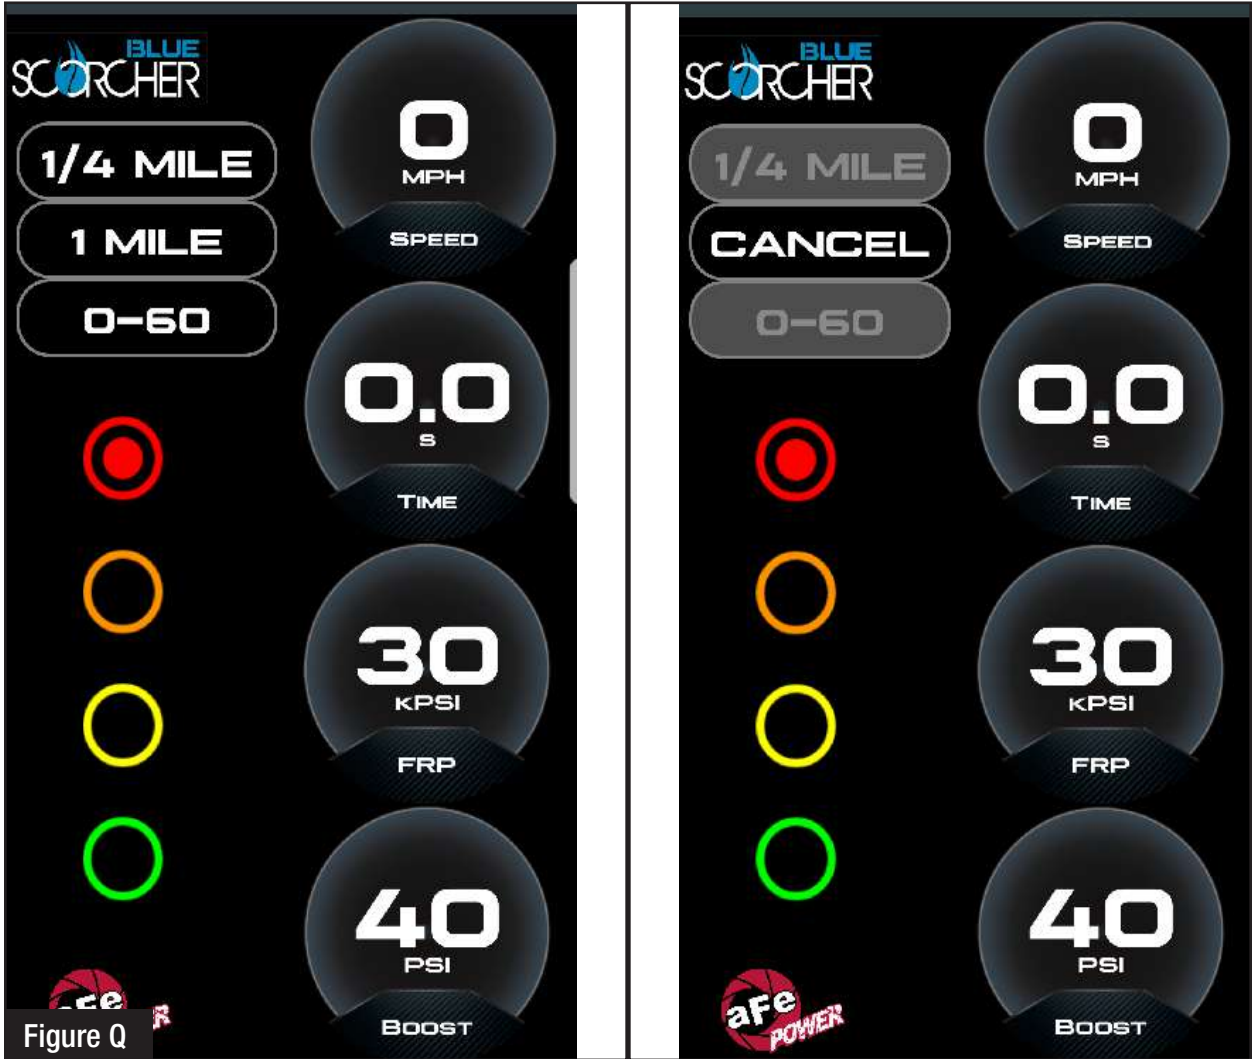 BLUE
SCORCHER
1/4 MILE
1 MILE
0-60
0
MPH
SPEED
0.0
S
TIME
30
KPSI
FRP
40
PSI
BOOST
aFe
R
Figure Q
BLUE
SCORCHER
1/4 MILE
CANCEL
0-60
0
MPH
SPEED
0.0
S
TIME
30
KPSI
FRP
40
PSI
BOOST
aFe
POWER